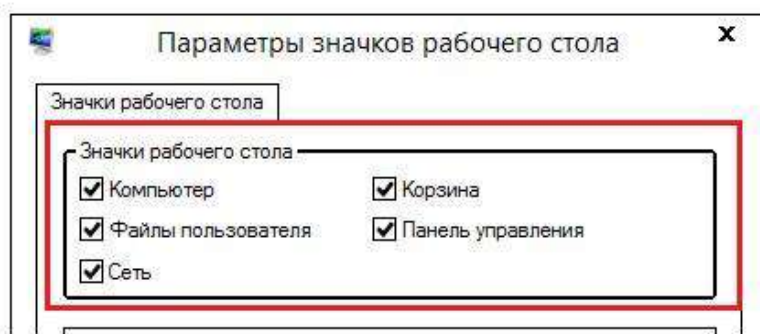 Параметры значков рабочего стола
x
Значки рабочего стола
Значки рабочего стола
Компьютер
Корзина
Файлы пользователя
Панель управления
Сеть